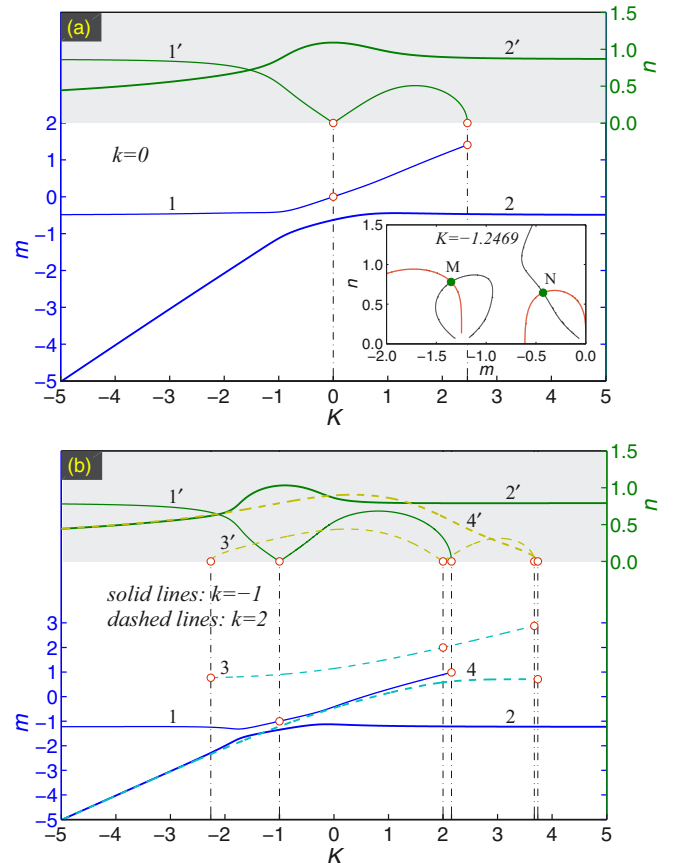 (a)
1.5
1′
2′
1.0
n
0.5
2
0.0
k=0
1
0
1
2
−1
m
−2
1.5
K=−1.2469
1.0
M
N
n
0.5
−3
0.0
−4
−2.0 −1.5 −1.0 −0.5 0.0
m
−5
−5 −4 −3 −2 −1 0 1 2 3 4 5
K
(b)
1.5
1′
2′
1.0
n
4′
0.5
3′
0.0
solid lines: k=−1
dashed lines: k=2
3
2
1
3
4
0
m
−1
1
2
−2
−3
−4
−5
−5 −4 −3 −2 −1 0 1 2 3 4 5
K